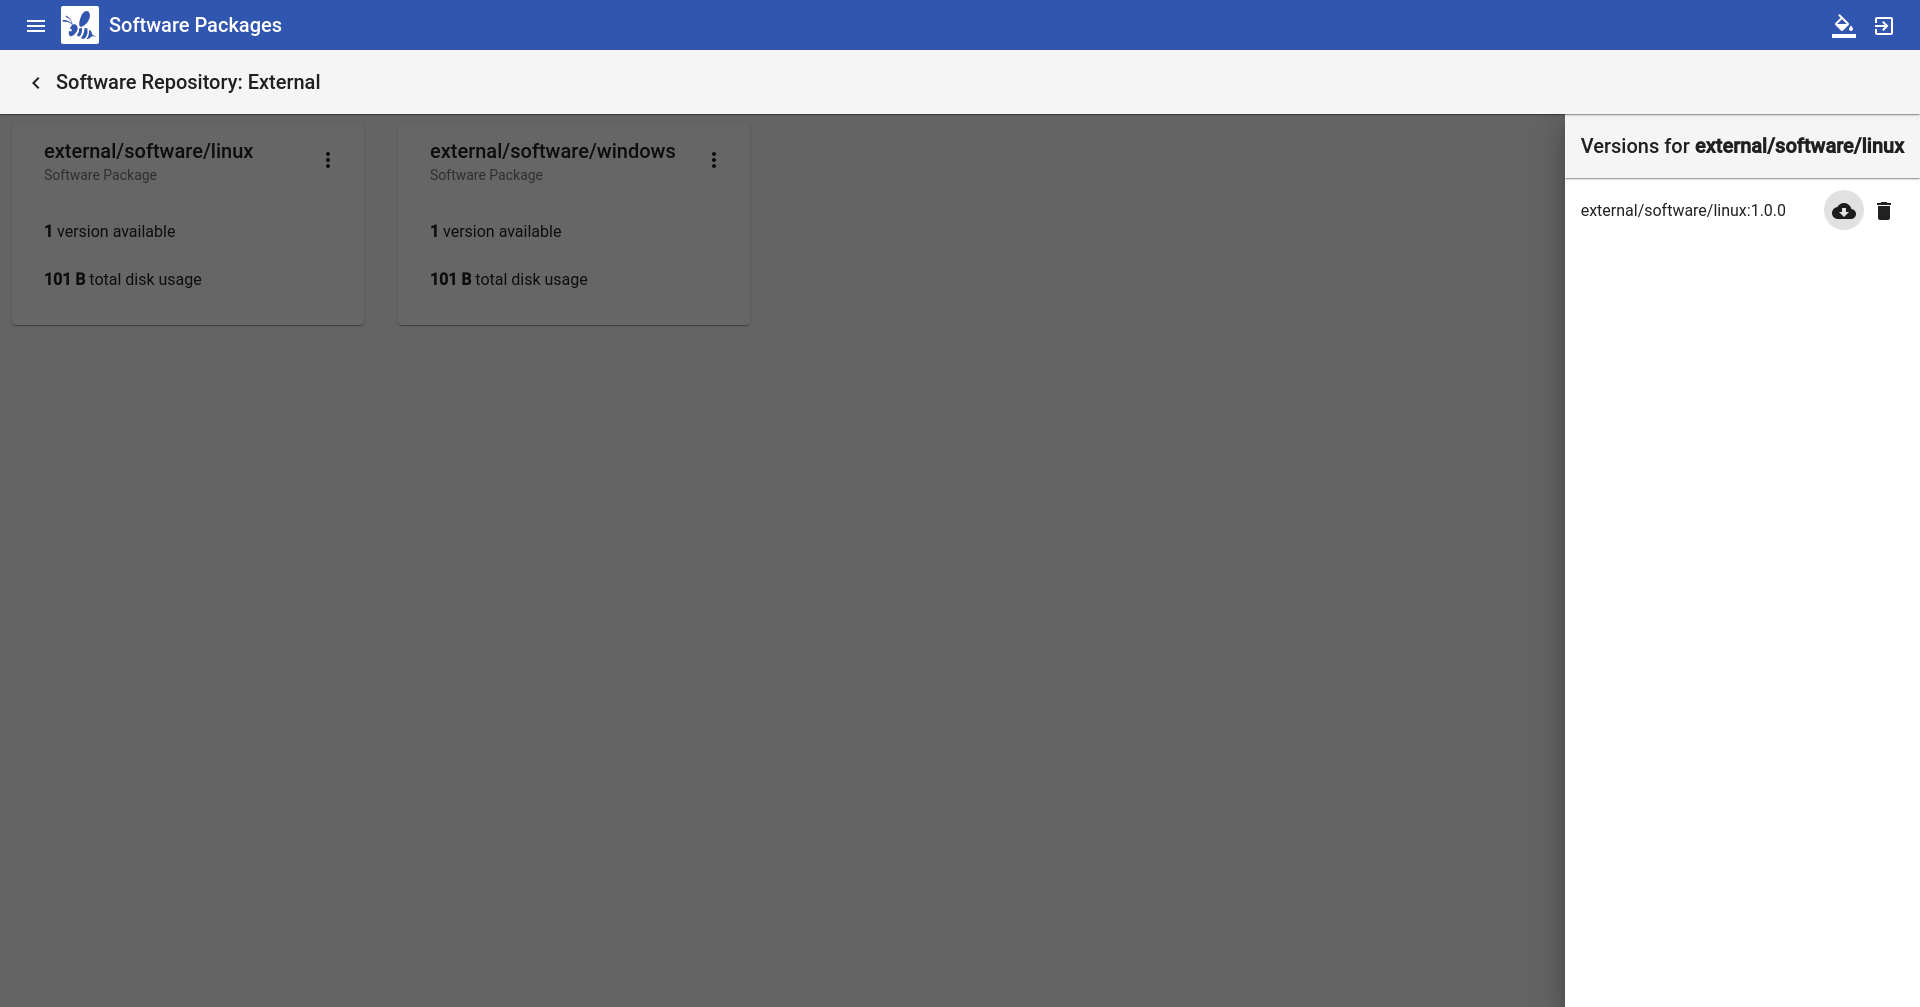 Software Packages
Software Repository: External
external/software/linux
Software Package
1 version available
101 B total disk usage
external/software/windows
Software Package
1 version available
101 B total disk usage
Versions for external/software/linux
external/software/linux:1.0.0